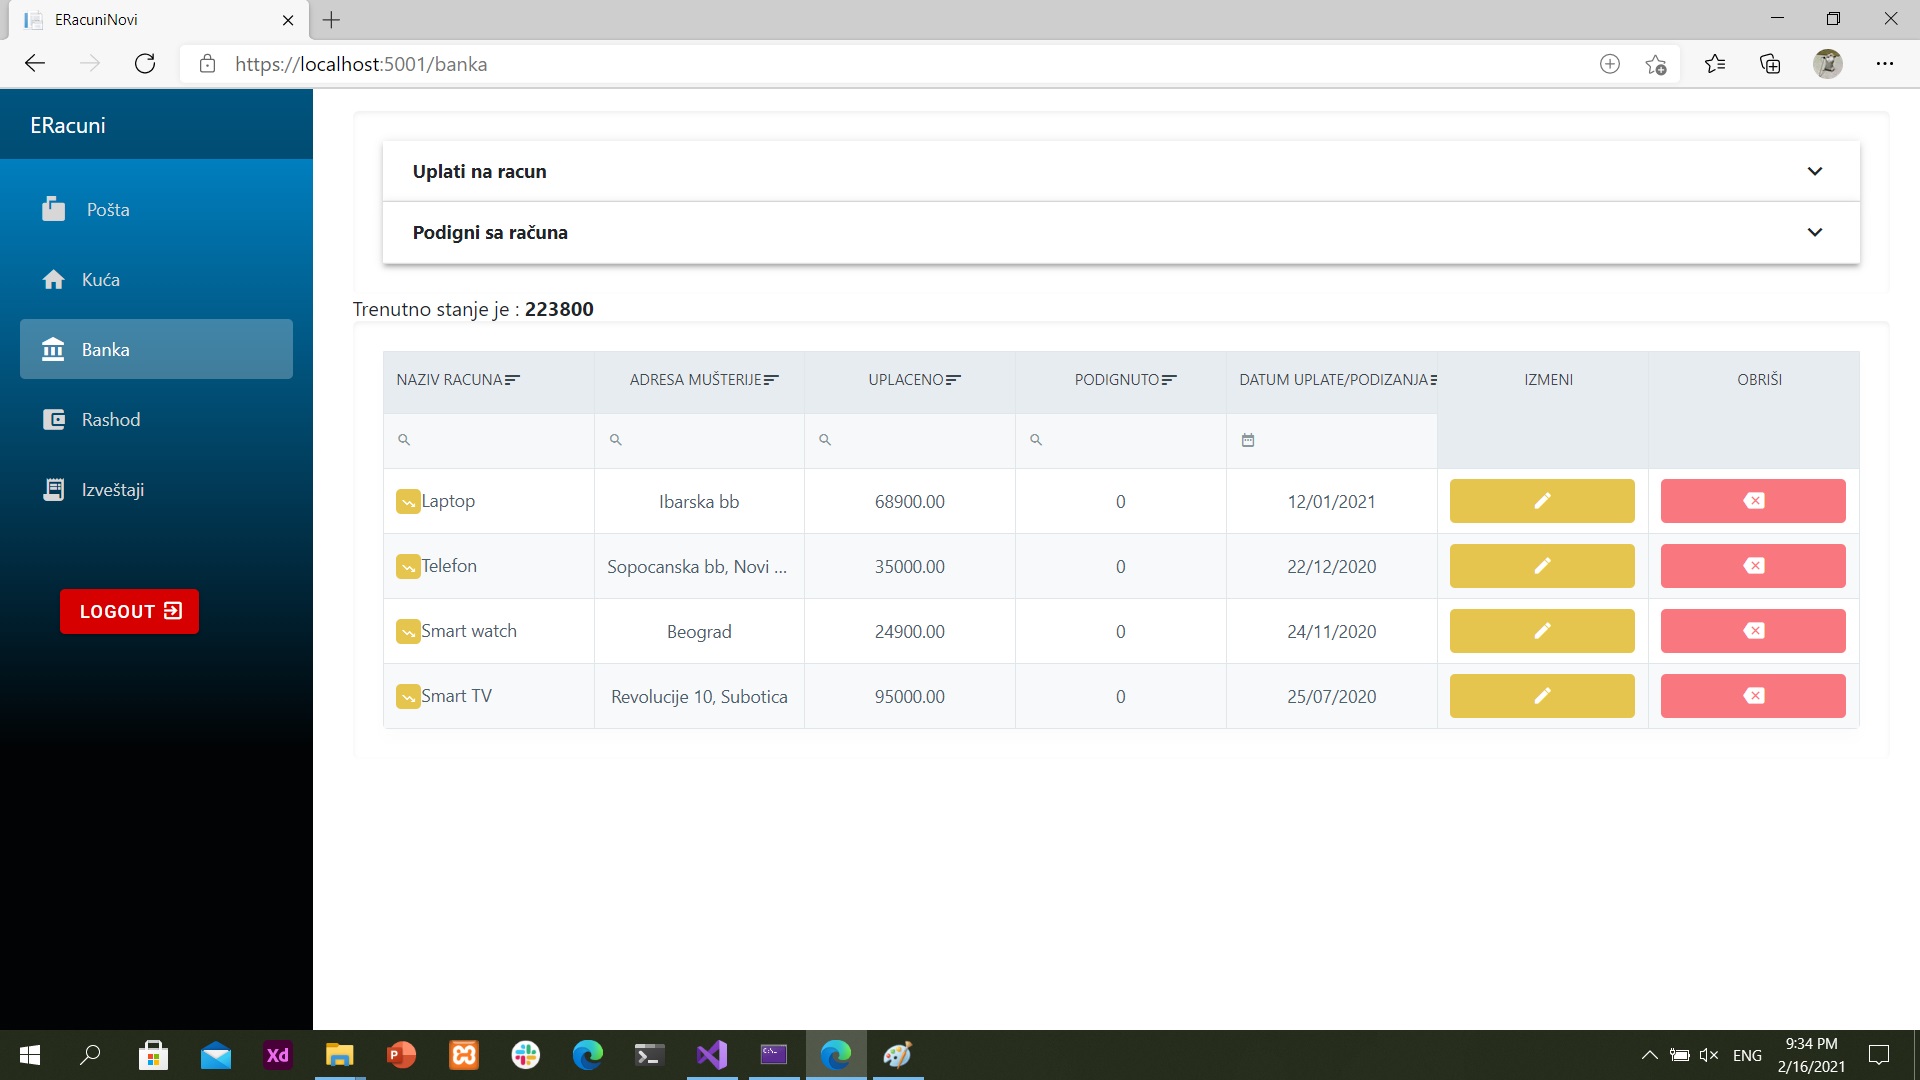 ERacuniNovi
https://localhost:5001/banka
ERacuni
Pošta
Kuća
Banka
Rashod
Izveštaji
LOGOUT
Uplati na racun
Podigni sa računa
Trenutno stanje je : 223800
NAZIV RACUNA ADRESA MUŠTERIJE UPLACENO PODIGNUTO DATUM UPLATE/PODIZANJA IZMENI OBRIŠI
Laptop Ibarska bb 68900.00 0 12/01/2021
Telefon Sopocanska bb, Novi ... 35000.00 0 22/12/2020
Smart watch Beograd 24900.00 0 24/11/2020
Smart TV Revolucije 10, Subotica 95000.00 0 25/07/2020
Xd
ENG
9:34 PM
2/16/2021